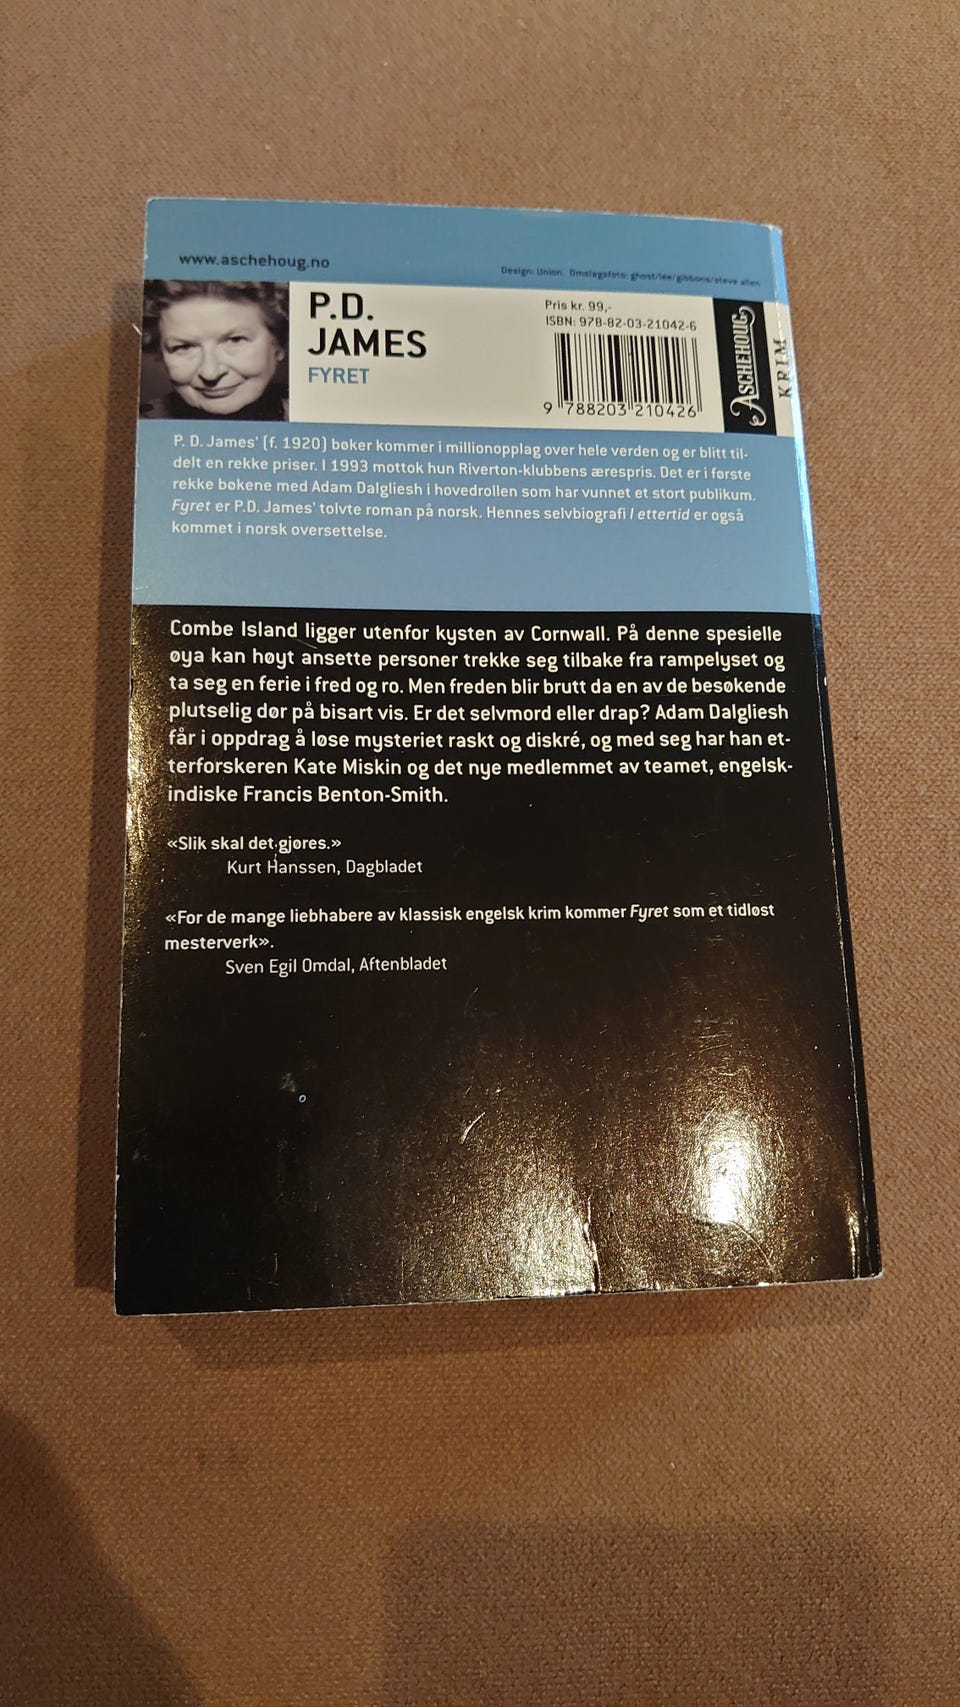 www.aschehoug.no
Design: Union. Omslagsfoto: ghost/lee/gibbons/steve allen
P.D.
JAMES
FYRET
Pris kr. 99,-
ISBN: 978-82-03-21042-6
9 788203 210426
ASCHEHOUG
KRIM
P. D. James' (f. 1920) bøker kommer i millionopplag over hele verden og er blitt til-
delt en rekke priser. I 1993 mottok hun Riverton-klubbens ærespris. Det er i første
rekke bøkene med Adam Dalgliesh i hovedrollen som har vunnet et stort publikum.
Fyret er P.D. James' tolvte roman på norsk. Hennes selvbiografi I ettertid er også
kommet i norsk oversettelse.
Combe Island ligger utenfor kysten av Cornwall. På denne spesielle
øya kan høyt ansette personer trekke seg tilbake fra rampelyset og
ta seg en ferie i fred og ro. Men freden blir brutt da en av de besøkende
plutselig dør på bisart vis. Er det selvmord eller drap? Adam Dalgliesh
får i oppdrag å løse mysteriet raskt og diskré, og med seg har han et-
terforskeren Kate Miskin og det nye medlemmet av teamet, engelsk-
indiske Francis Benton-Smith.
«Slik skal det gjøres.»
Kurt Hanssen, Dagbladet
«For de mange liebhabere av klassisk engelsk krim kommer Fyret som et tidløst
mesterverk».
Sven Egil Omdal, Aftenbladet